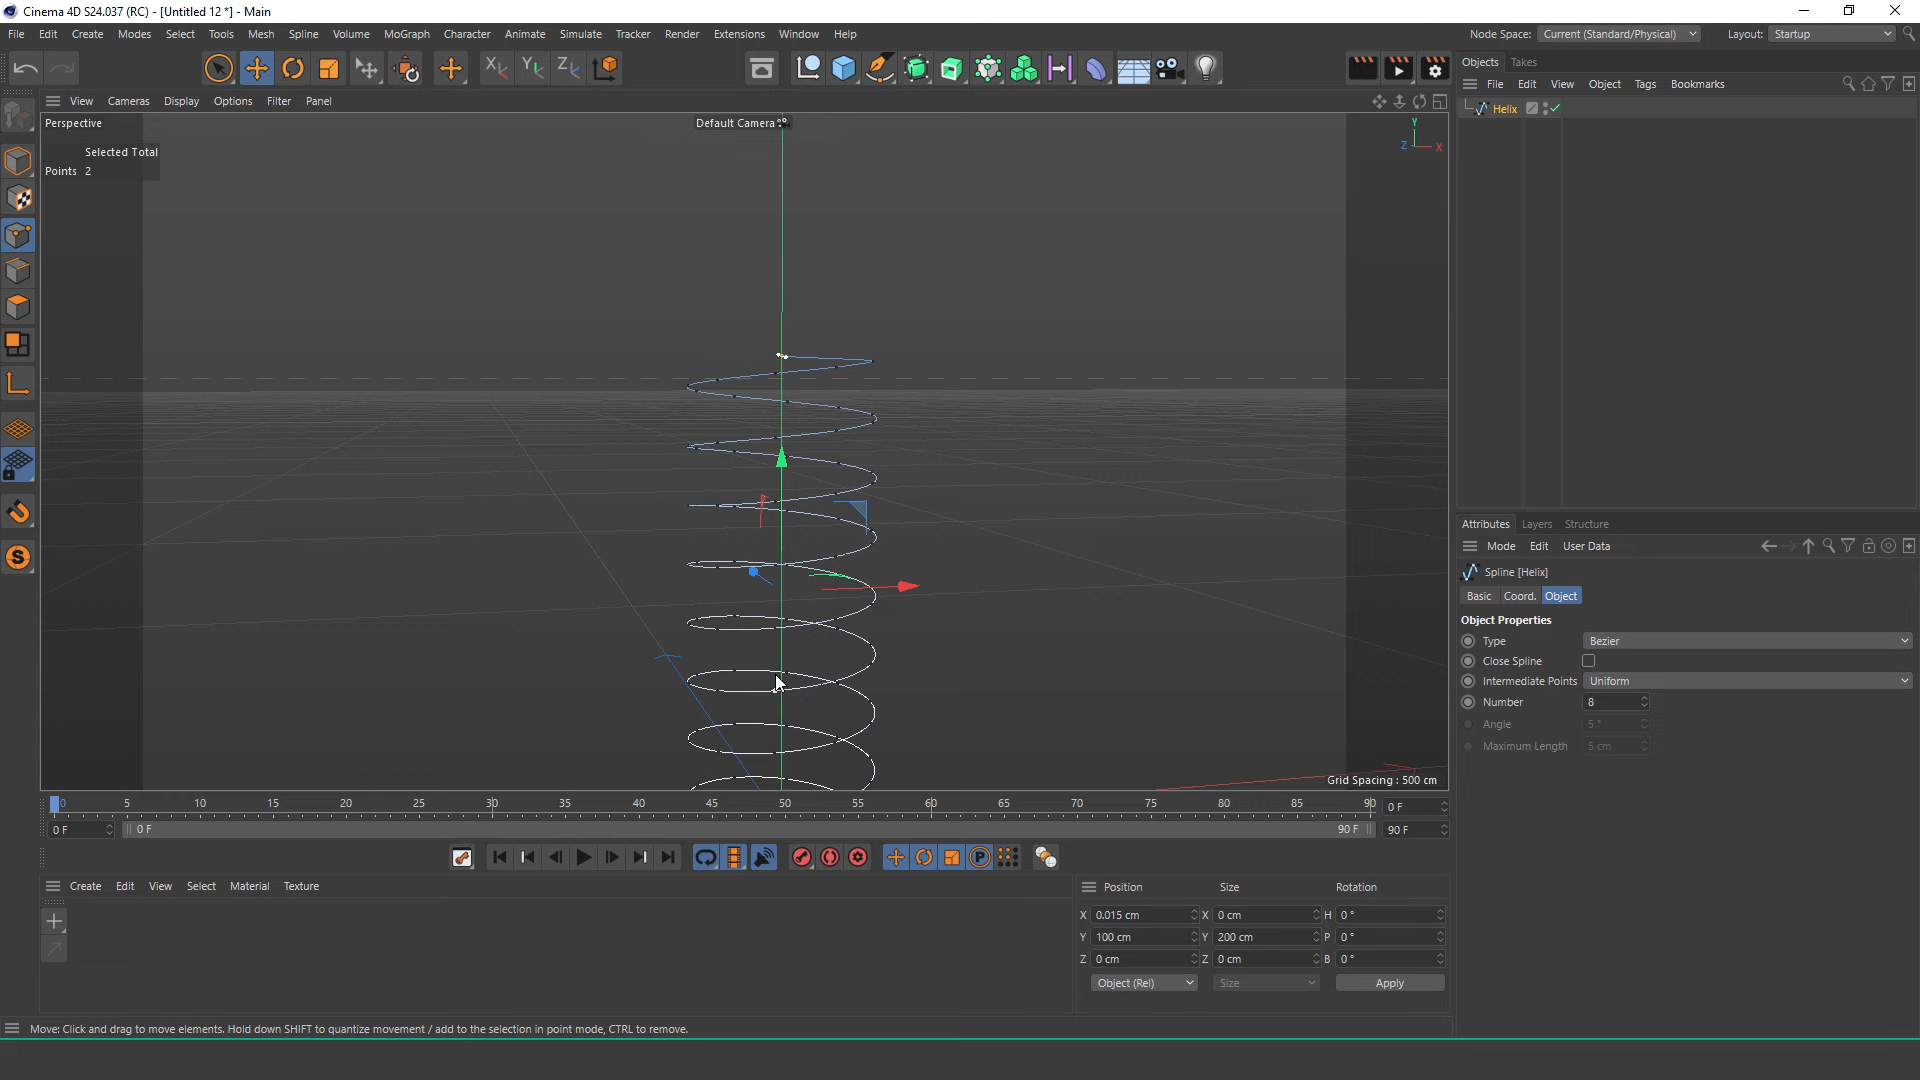 Cinema 4D S24.037 (RC) - [Untitled 12 *] - Main
File Edit Create Modes Select Spline Tools Mesh Volume MoGraph Character Animate Simulate Tracker Render Extensions Window Help
Node Space: Current (Standard/Physical) Layout: Startup
Objects Takes
File Edit View Object Tags Bookmarks
Helix
View Cameras Display Options Filter Panel
Perspective
Default Camera
Selected Total
Points 2
Y
Z X
Grid Spacing : 500 cm
Attributes Layers Structure
Mode Edit User Data
Spline [Helix]
Basic Coord. Object
Object Properties
Type Bezier
Close Spline
Intermediate Points Uniform
Number 8
Angle 5 °
Maximum Length 5 cm
0 5 10 15 20 25 30 35 40 45 50 55 60 65 70 75 80 85 90 0 F
0 F 0 F 90 F 90 F
Create Edit View Select Material Texture
Position Size Rotation
X 0.015 cm X 0 cm H 0 °
Y 100 cm Y 200 cm P 0 °
Z 0 cm Z 0 cm B 0 °
Object (Rel) Size Apply
Move: Click and drag to move elements. Hold down SHIFT to quantize movement / add to the selection in point mode, CTRL to remove.